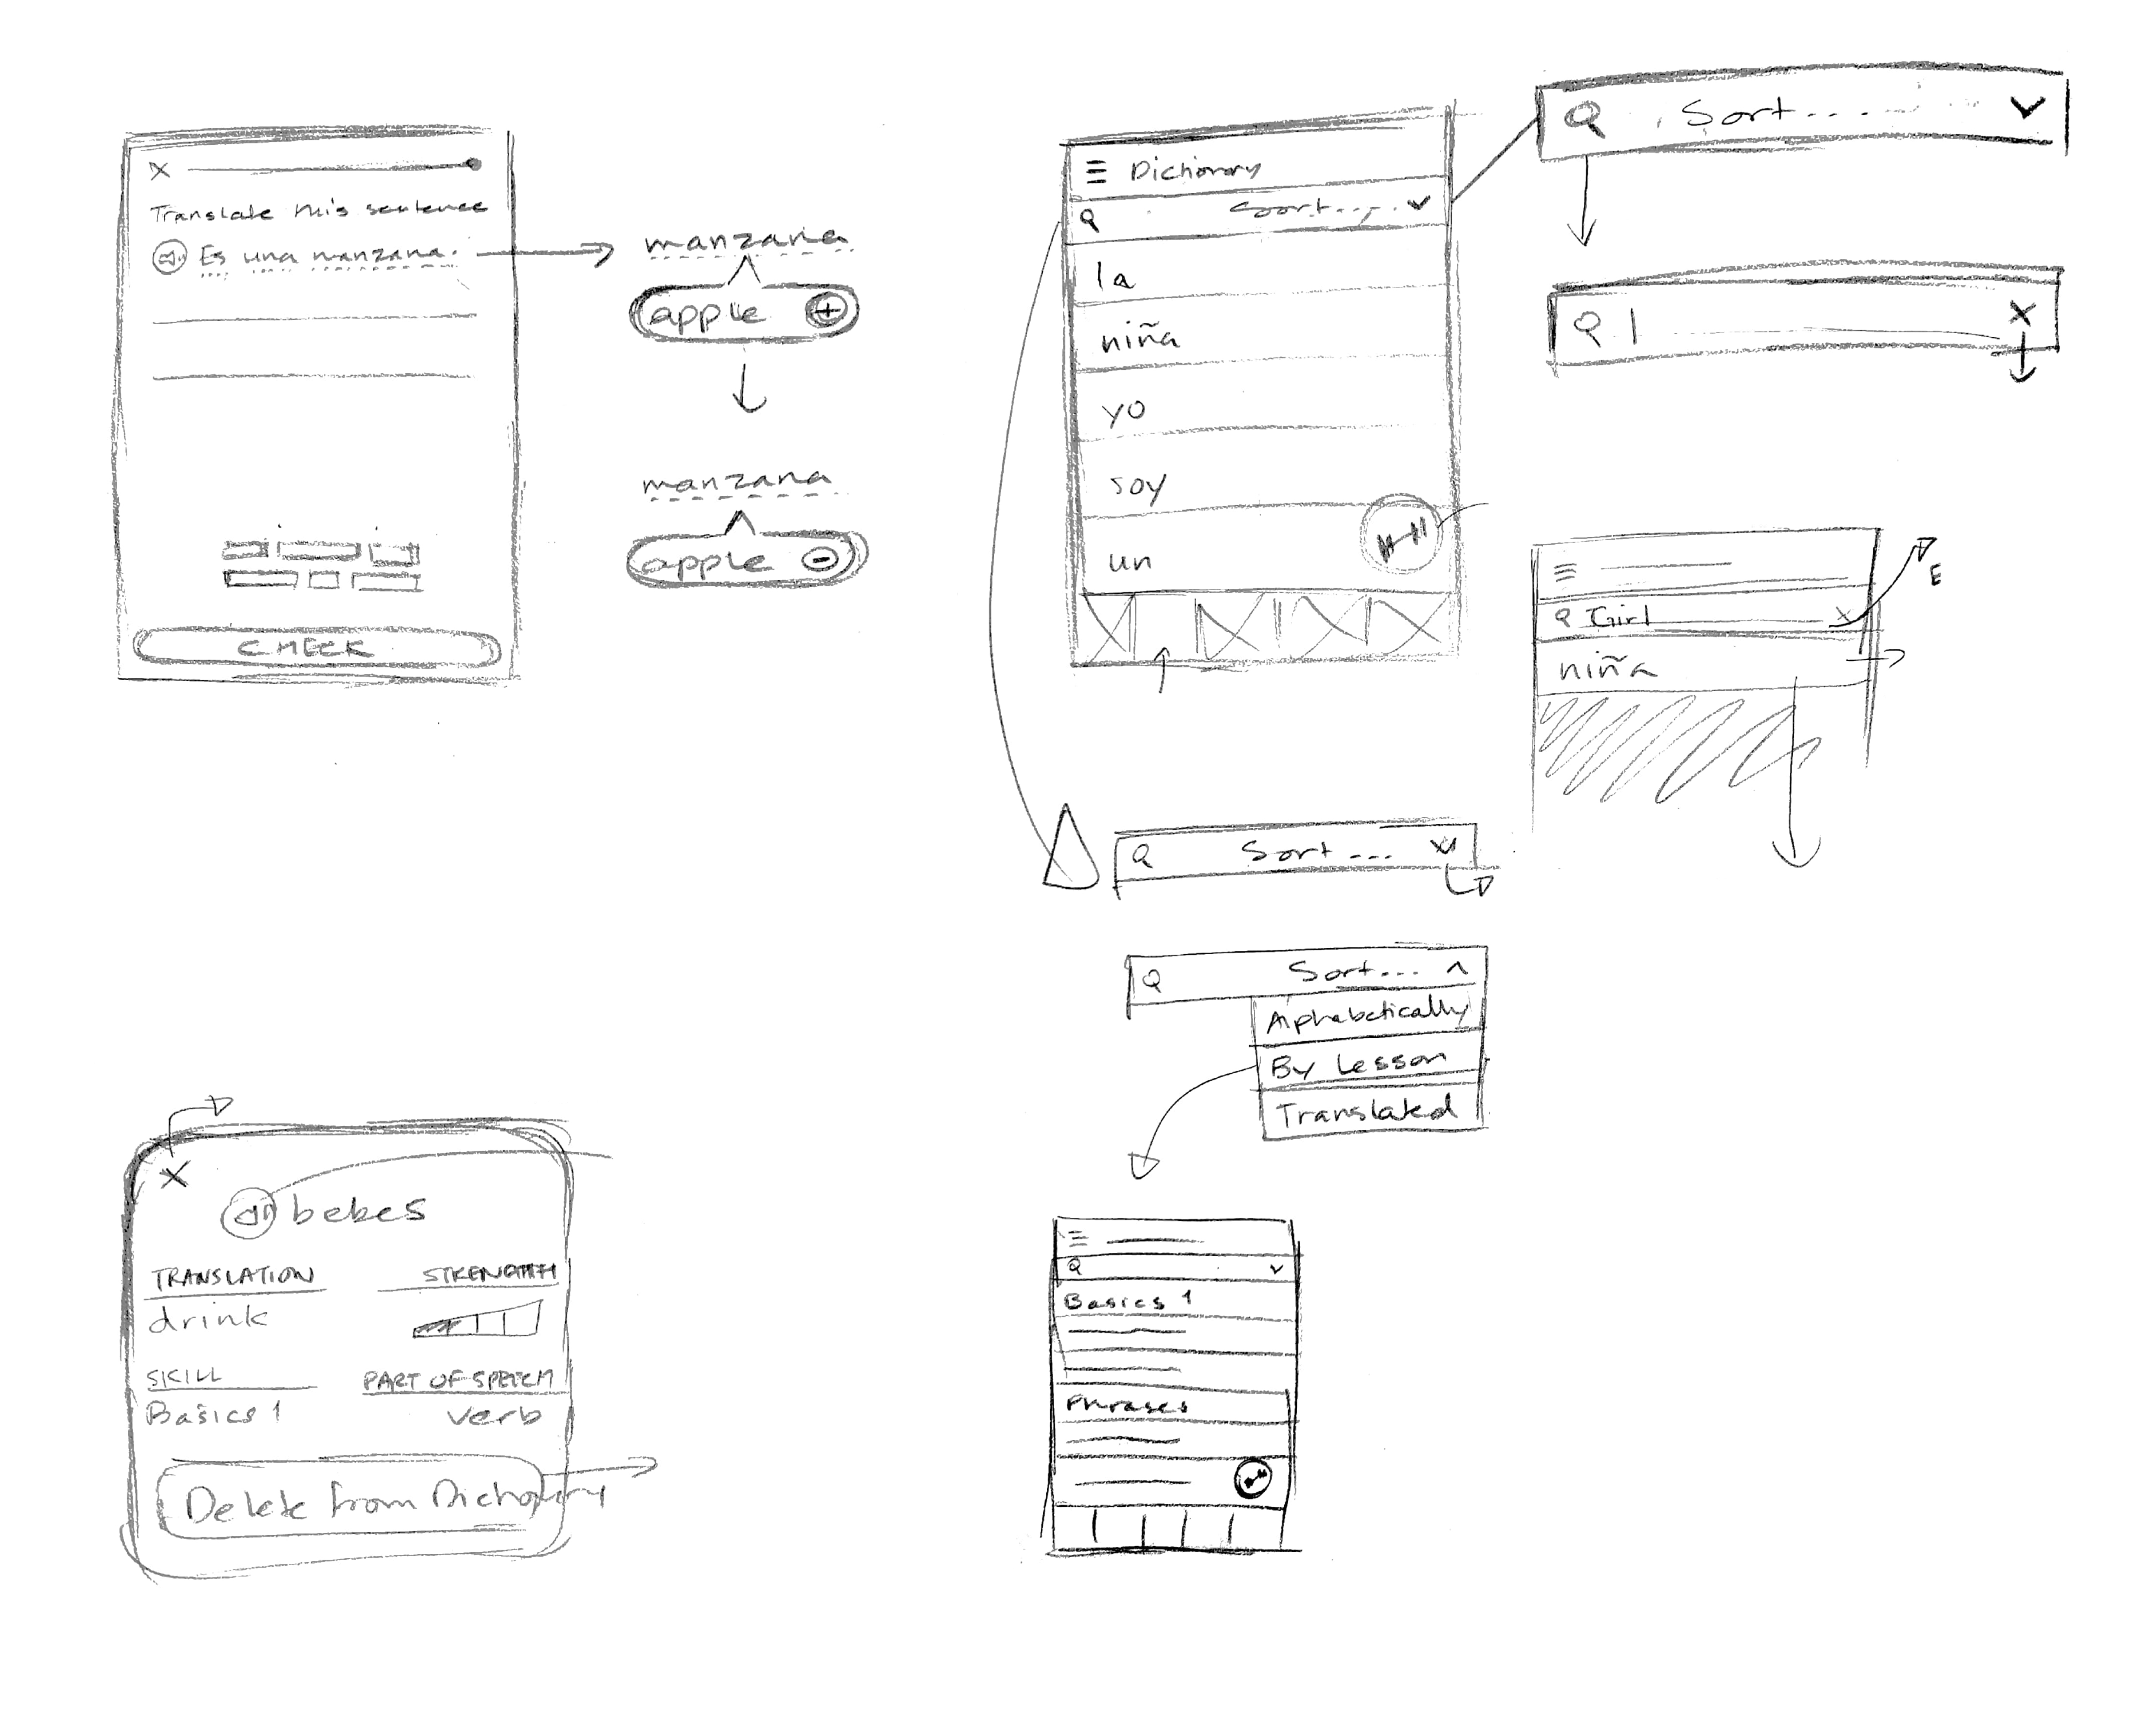 X
Translate this sentence
Es una manzana.
CHECK
manzana
apple +
manzana
apple -
Dictionary
Sort....
la
niña
yo
soy
un
Sort....
X
Girl X
niña
E
Sort ...
Sort...
Alphabetically
By Lesson
Translated
Basics 1
Phrases
X
bebes
TRANSLATION STRENGTH
drink
SKILL PART OF SPEECH
Basics 1 verb
Delete from Dictionary